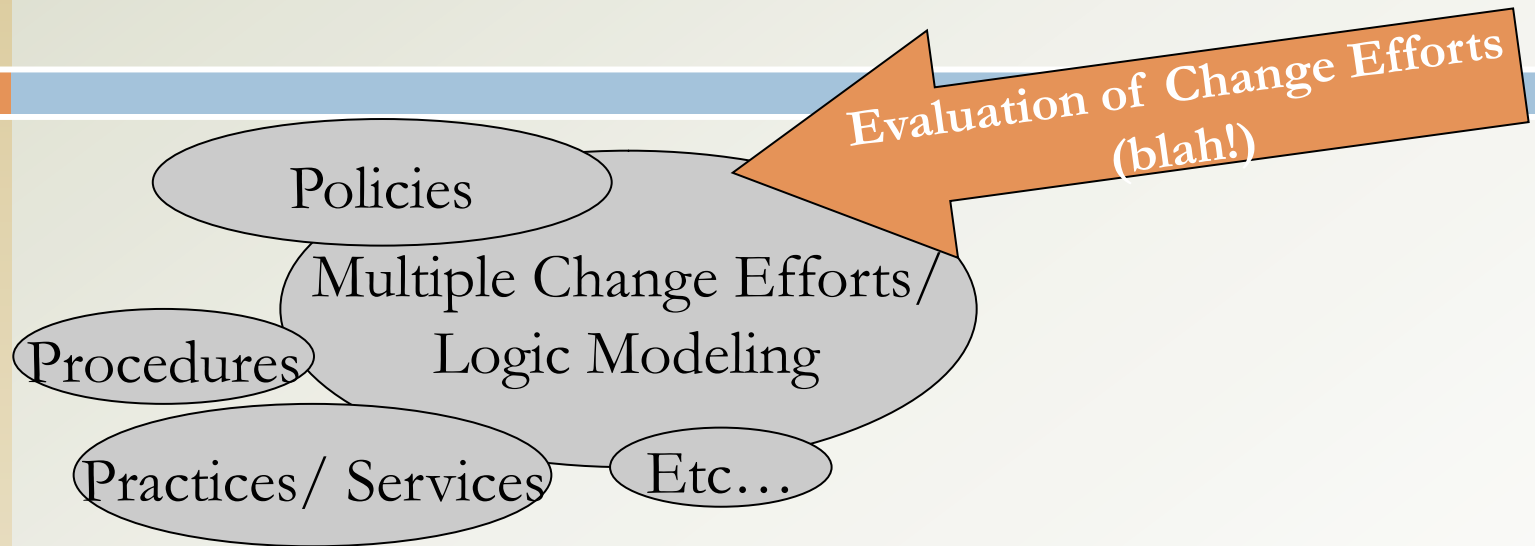 Evaluation of Change Efforts
(blah!)
Policies
Multiple Change Efforts/
Logic Modeling
Procedures
Practices/ Services
Etc…